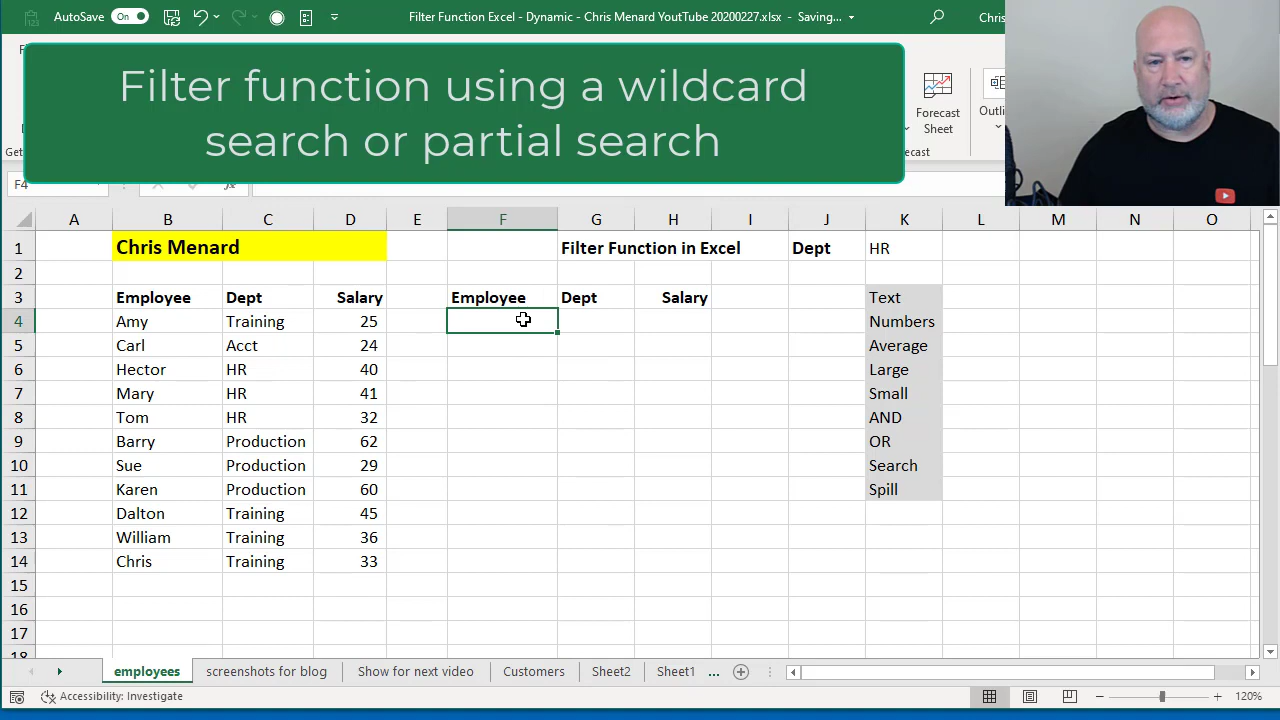 AutoSave On
Filter Function Excel - Dynamic - Chris Menard YouTube 20200227.xlsx - Saving...
Chris
Filter function using a wildcard
search or partial search
Forecast
Sheet
F4
A B C D E F G H I J K L M N O
1 Chris Menard Filter Function in Excel Dept HR
2
3 Employee Dept Salary Employee Dept Salary Text
4 Amy Training 25 Numbers
5 Carl Acct 24 Average
6 Hector HR 40 Large
7 Mary HR 41 Small
8 Tom HR 32 AND
9 Barry Production 62 OR
10 Sue Production 29 Search
11 Karen Production 60 Spill
12 Dalton Training 45
13 William Training 36
14 Chris Training 33
15
16
17
18
employees screenshots for blog Show for next video Customers Sheet2 Sheet1 ...
Accessibility: Investigate
120%